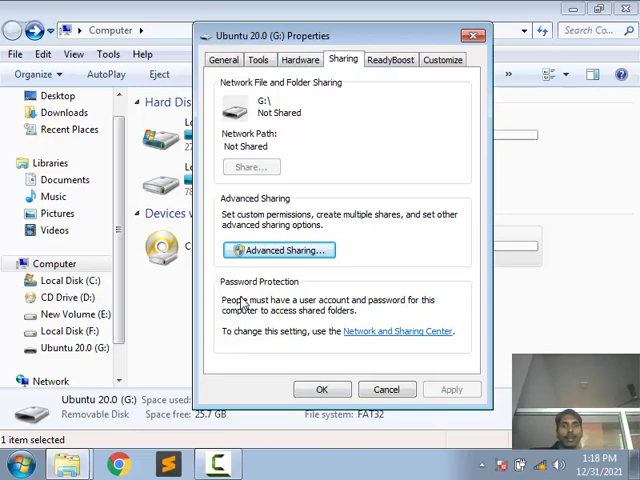 Computer
Search Co...
File Edit View Tools Help
Organize AutoPlay Eject
Desktop
Downloads
Recent Places
Libraries
Documents
Music
Pictures
Videos
Computer
Local Disk (C:)
CD Drive (D:)
New Volume (E:)
Local Disk (F:)
Ubuntu 20.0 (G:)
Network
Hard Dis
Lo
27
Lo
78
Devices v
Ubuntu 20.0 (G:) Properties
General Tools Hardware Sharing ReadyBoost Customize
Network File and Folder Sharing
G:\
Not Shared
Network Path:
Not Shared
Share...
Advanced Sharing
Set custom permissions, create multiple shares, and set other
advanced sharing options.
Advanced Sharing...
Password Protection
People must have a user account and password for this
computer to access shared folders.
To change this setting, use the Network and Sharing Center.
OK Cancel Apply
Ubuntu 20.0 (G:) Space used:
Removable Disk Space free: 25.7 GB File system: FAT32
1 item selected
1:18 PM
12/31/2021